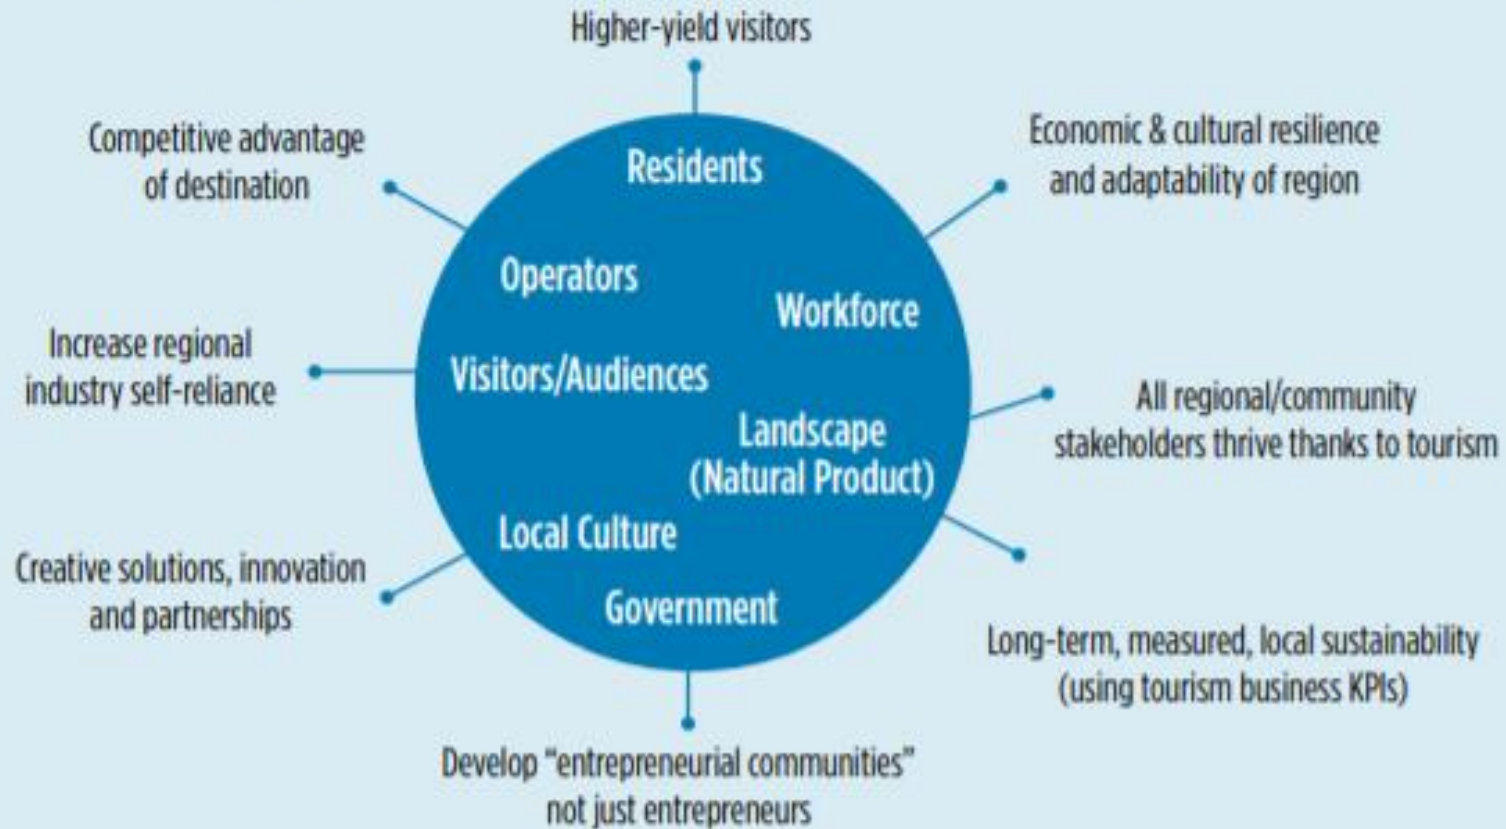 Higher-yield visitors
Competitive advantage
of destination
Economic & cultural resilience
and adaptability of region
Residents
Operators
Workforce
Increase regional
industry self-reliance
Visitors/Audiences
All regional/community
stakeholders thrive thanks to tourism
Landscape
(Natural Product)
Local Culture
Creative solutions, innovation
and partnerships
Government
Long-term, measured, local sustainability
(using tourism business KPIs)
Develop “entrepreneurial communities”
not just entrepreneurs